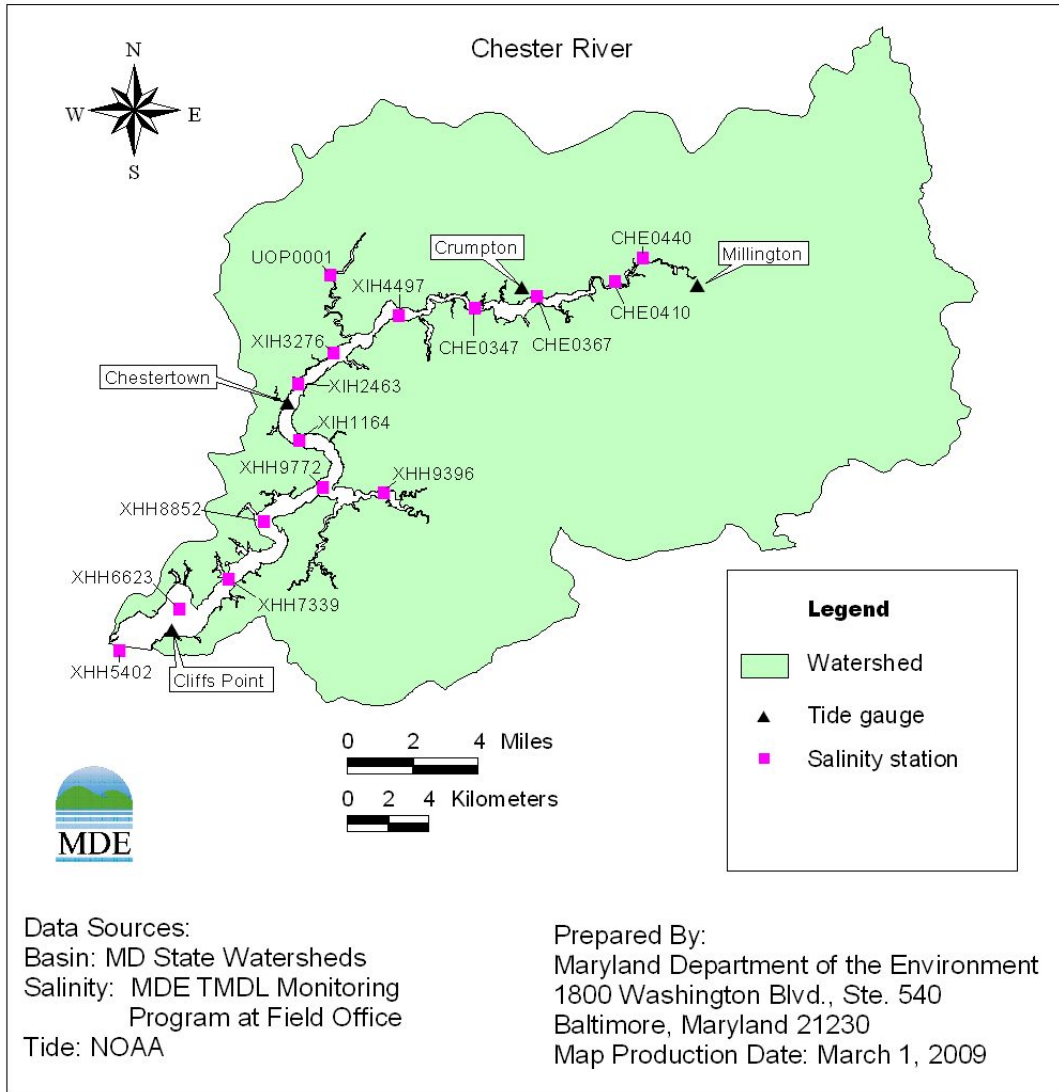 Chester River
N
W E
S
CHE0440
Crumpton
Millington
UOP0001
XIH4497
CHE0410
CHE0347
CHE0367
XIH3276
Chestertown
XIH2463
XIH1164
XHH9772
XHH9396
XHH8852
XHH6623
XHH7339
XHH5402
Cliffs Point
Legend
Watershed
Tide gauge
Salinity station
0 2 4 Miles
0 2 4 Kilometers
MDE
Data Sources:
Basin: MD State Watersheds
Salinity: MDE TMDL Monitoring
Program at Field Office
Tide: NOAA
Prepared By:
Maryland Department of the Environment
1800 Washington Blvd., Ste. 540
Baltimore, Maryland 21230
Map Production Date: March 1, 2009